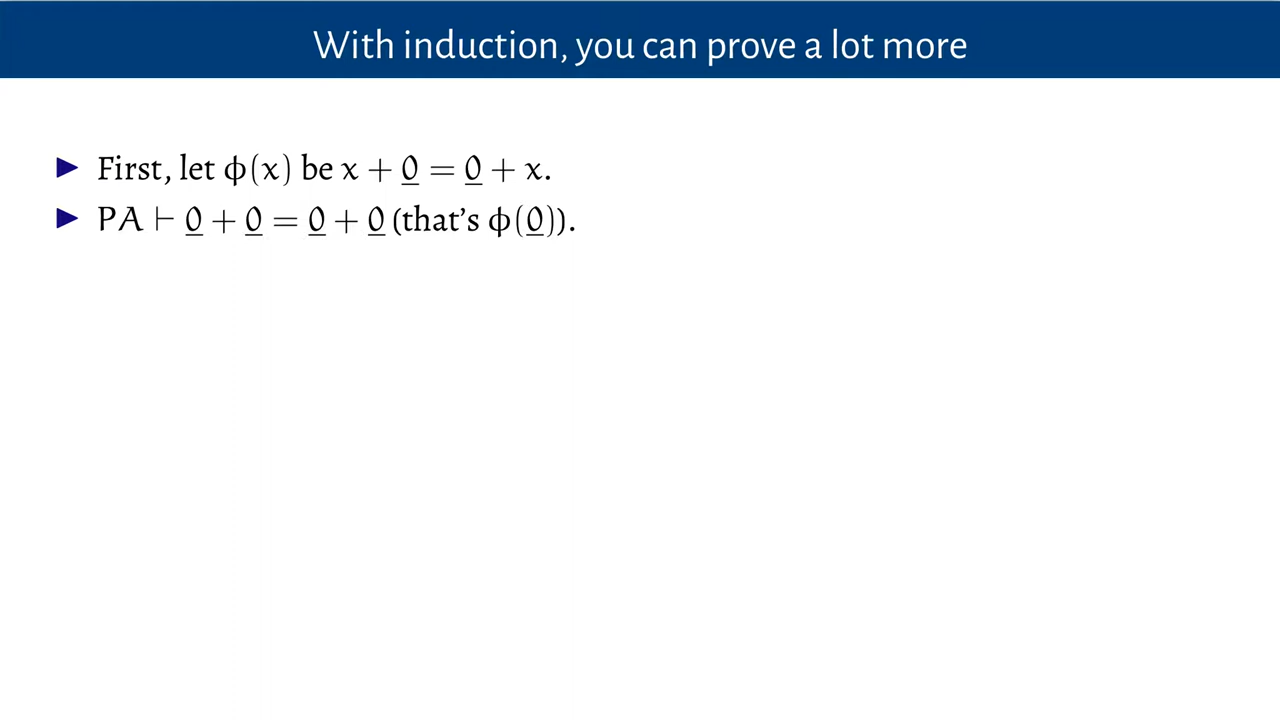 With induction, you can prove a lot more
▶ First, let ϕ(x) be x + 0̲ = 0̲ + x.
▶ PA ⊢ 0̲ + 0̲ = 0̲ + 0̲ (that's ϕ(0̲)).